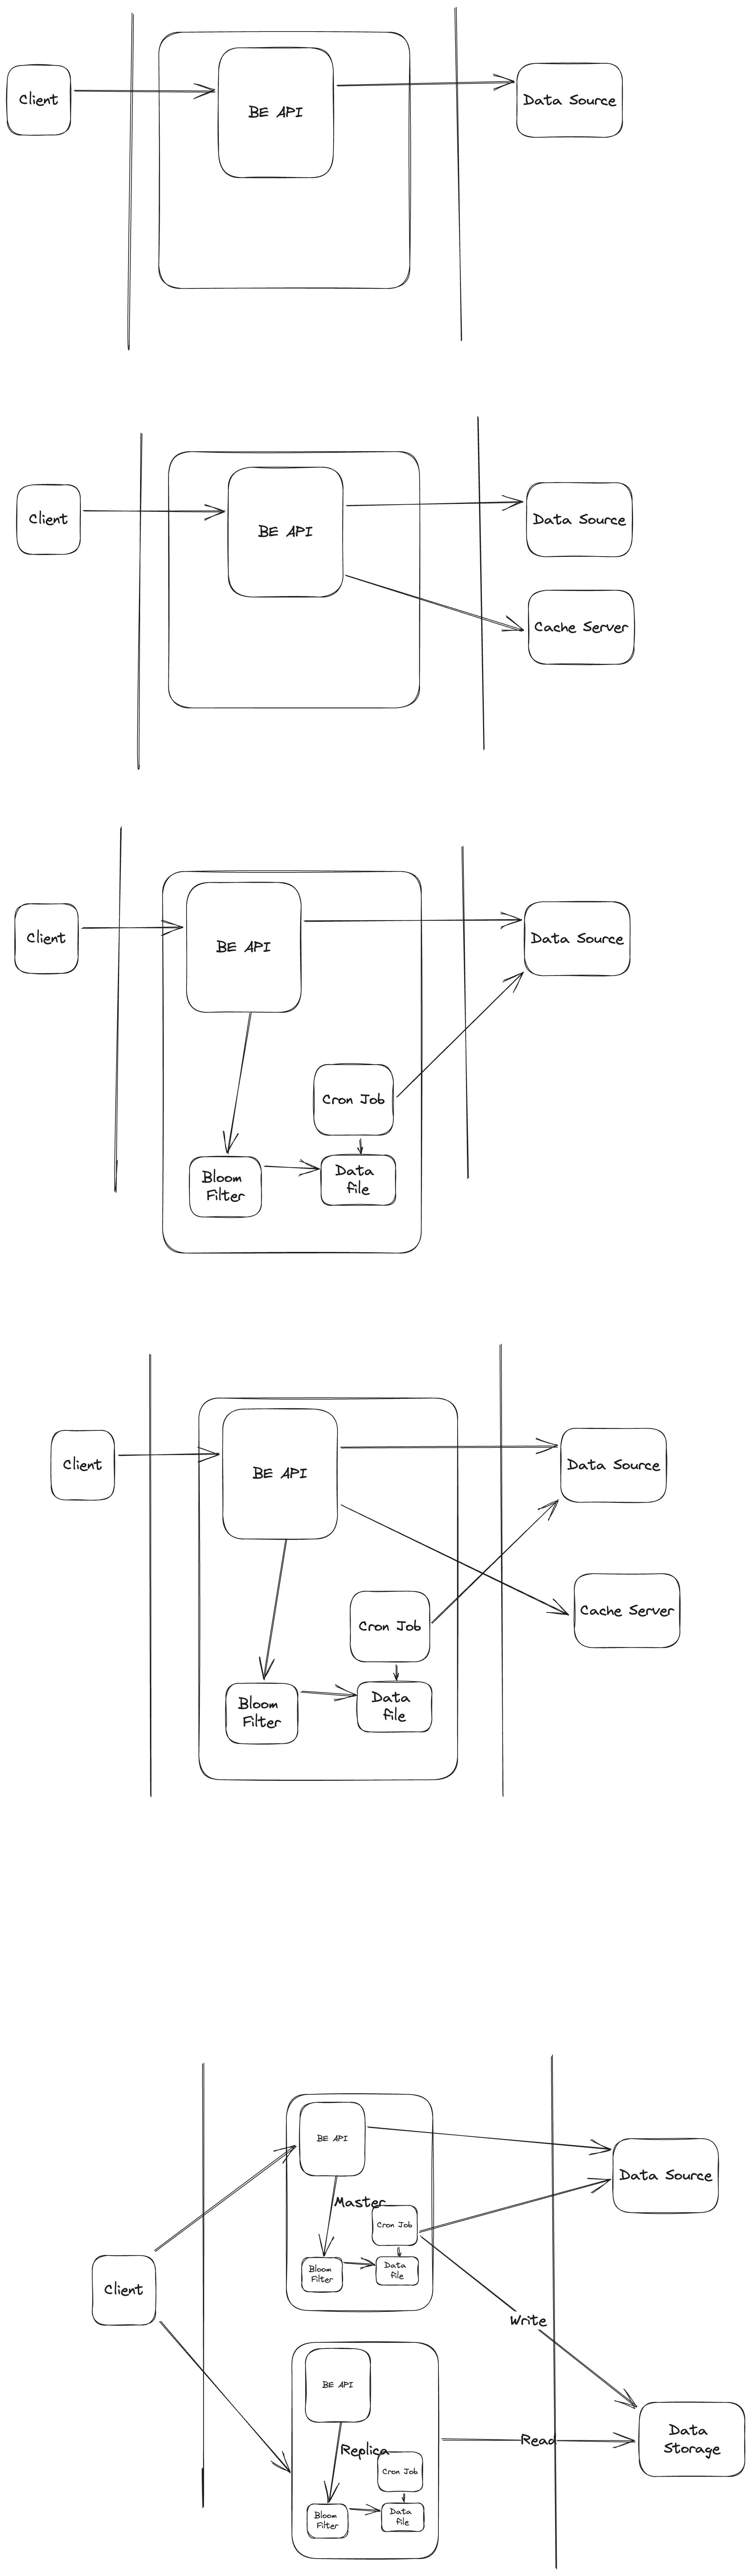 Client
BE API
Data Source
Client
BE API
Data Source
Cache Server
Client
BE API
Data Source
Cron Job
Bloom
Filter
Data
file
Client
BE API
Data Source
Cache Server
Cron Job
Bloom
Filter
Data
file
BE API
Data Source
Master
Cron Job
Bloom
Filter
Data
file
Client
Write
BE API
Data
Storage
Read
Replica
Cron Job
Bloom
Filter
Data
file